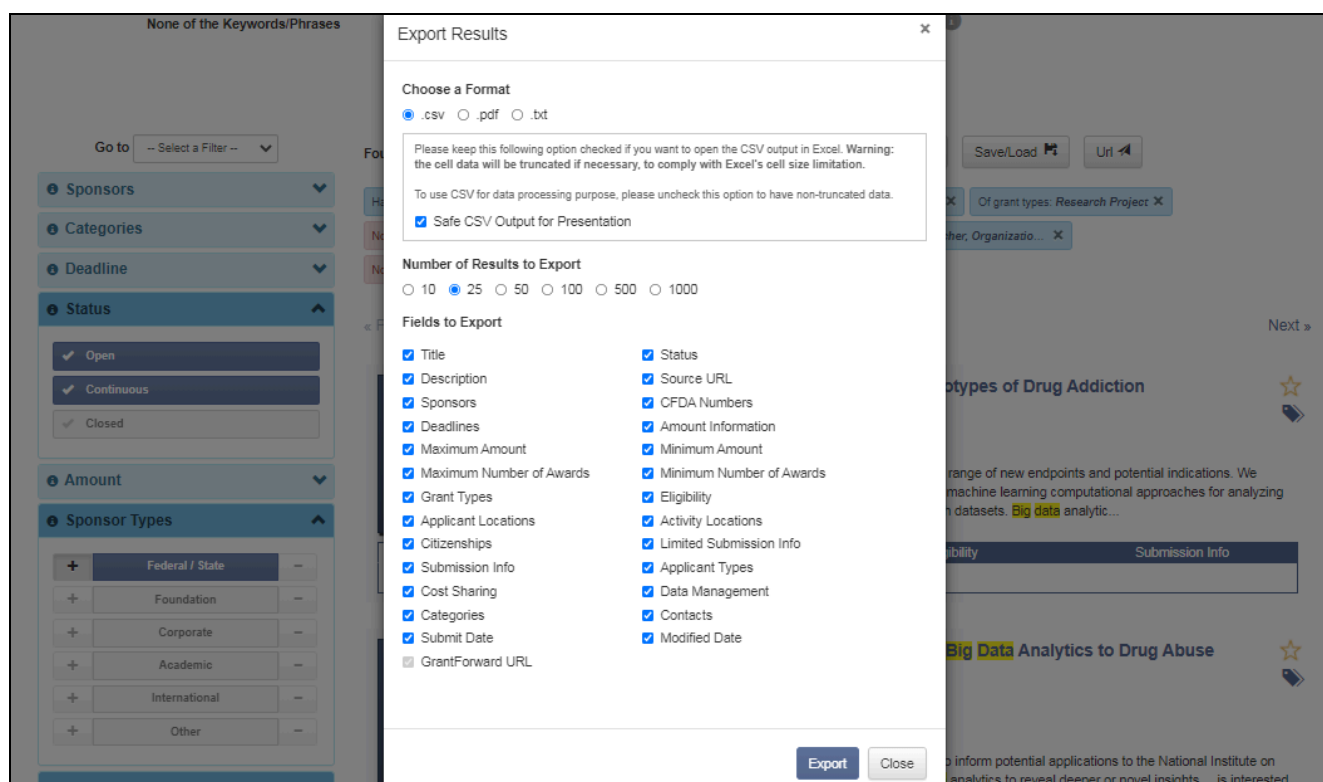 None of the Keywords/Phrases
Export Results
×
Choose a Format
.csv .pdf .txt
Please keep this following option checked if you want to open the CSV output in Excel. Warning:
the cell data will be truncated if necessary, to comply with Excel's cell size limitation.
To use CSV for data processing purpose, please uncheck this option to have non-truncated data.
Safe CSV Output for Presentation
Number of Results to Export
10 25 50 100 500 1000
Fields to Export
Title
Status
Description
Source URL
Sponsors
CFDA Numbers
Deadlines
Amount Information
Maximum Amount
Minimum Amount
Maximum Number of Awards
Minimum Number of Awards
Grant Types
Eligibility
Applicant Locations
Activity Locations
Citizenships
Limited Submission Info
Submission Info
Applicant Types
Cost Sharing
Data Management
Categories
Contacts
Submit Date
Modified Date
GrantForward URL
Export
Close
Go to -- Select a Filter --
Sponsors
Categories
Deadline
Status
Open
Continuous
Closed
Amount
Sponsor Types
+ Federal / State −
+ Foundation −
+ Corporate −
+ Academic −
+ International −
+ Other −
Save/Load Url
Of grant types: Research Project ×
Organizatio... ×
« Next »
of Drug Addiction
range of new endpoints and potential indications. We
machine learning computational approaches for analyzing
datasets. Big data analytic...
Submission Info
Big Data Analytics to Drug Abuse
inform potential applications to the National Institute on
analytics to reveal deeper or novel insights... is interested